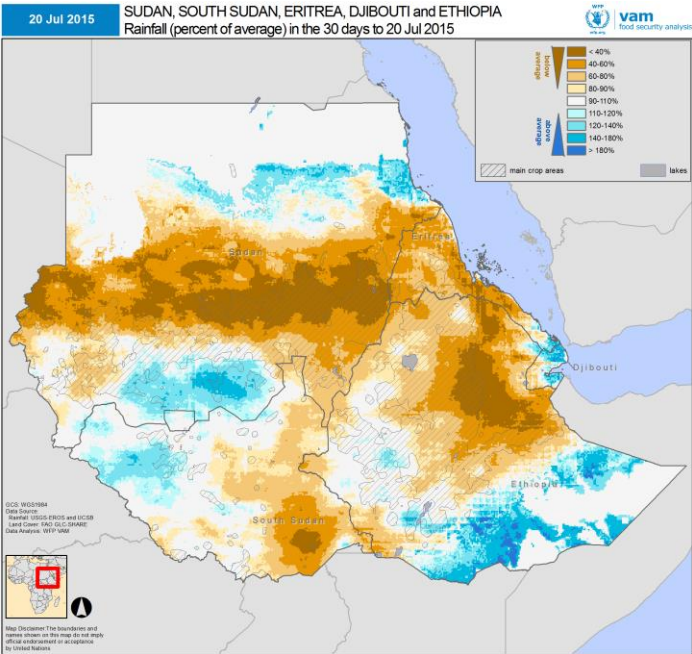 20 Jul 2015
SUDAN, SOUTH SUDAN, ERITREA, DJIBOUTI and ETHIOPIA
Rainfall (percent of average) in the 30 days to 20 Jul 2015
WFP
wfp.org
vam
food security analysis
below
average
above
average
< 40%
40-60%
60-80%
80-90%
90-110%
110-120%
120-140%
140-180%
> 180%
main crop areas
lakes
Sudan
Eritrea
Djibouti
Ethiopia
South Sudan
GCS: WGS1984
Data Source
Rainfall: USGS-EROS and UCSB
Land Cover: FAO GLC-SHARE
Data Analysis: WFP-VAM
Map Disclaimer:The boundaries and
names shown on this map do not imply
official endorsement or acceptance
by United Nations